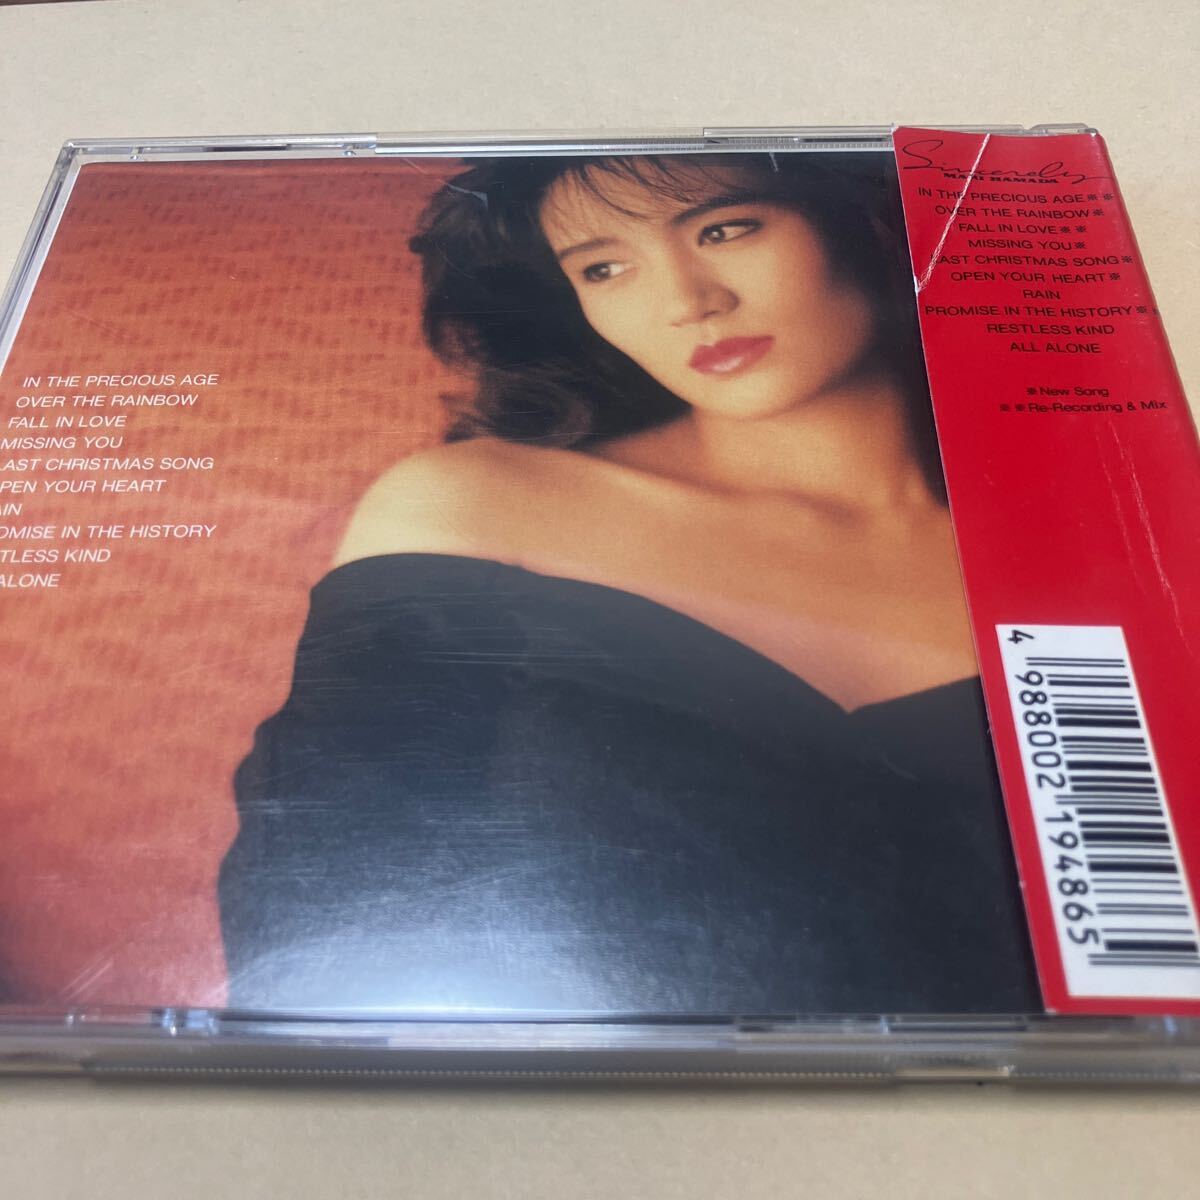 IN THE PRECIOUS AGE
OVER THE RAINBOW
FALL IN LOVE
MISSING YOU
LAST CHRISTMAS SONG
OPEN YOUR HEART
AIN
OMISE IN THE HISTORY
TLESS KIND
ALONE
Sincerely
MARI HAMADA
IN THE PRECIOUS AGE※※
OVER THE RAINBOW※
FALL IN LOVE※※
MISSING YOU※
LAST CHRISTMAS SONG※
OPEN YOUR HEART※
RAIN
PROMISE IN THE HISTORY※※
RESTLESS KIND
ALL ALONE
※New Song
※※Re-Recording & Mix
4 988002 194865